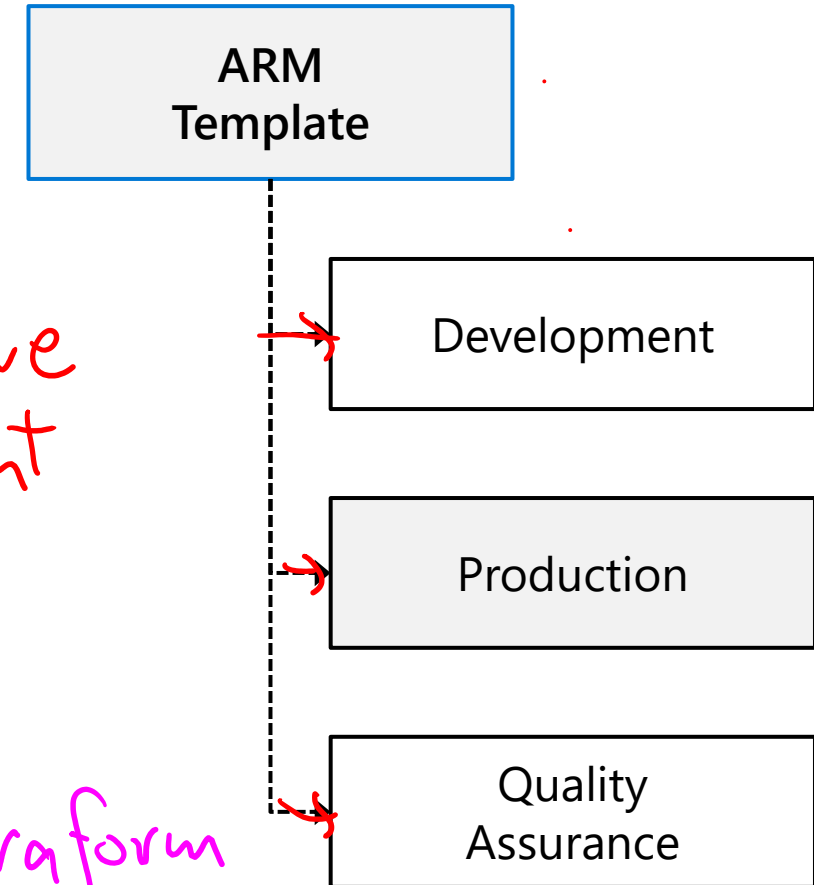 ARM
Template
Development
Production
Quality
Assurance